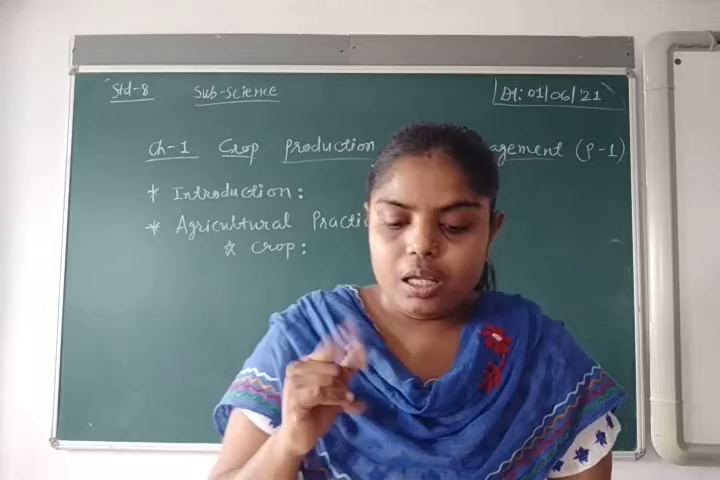 Std-8 Sub-Science Dt: 01/06/21
Ch-1 Crop production agement (P-1)
* Introduction:
* Agricultural Practi
* Crop: